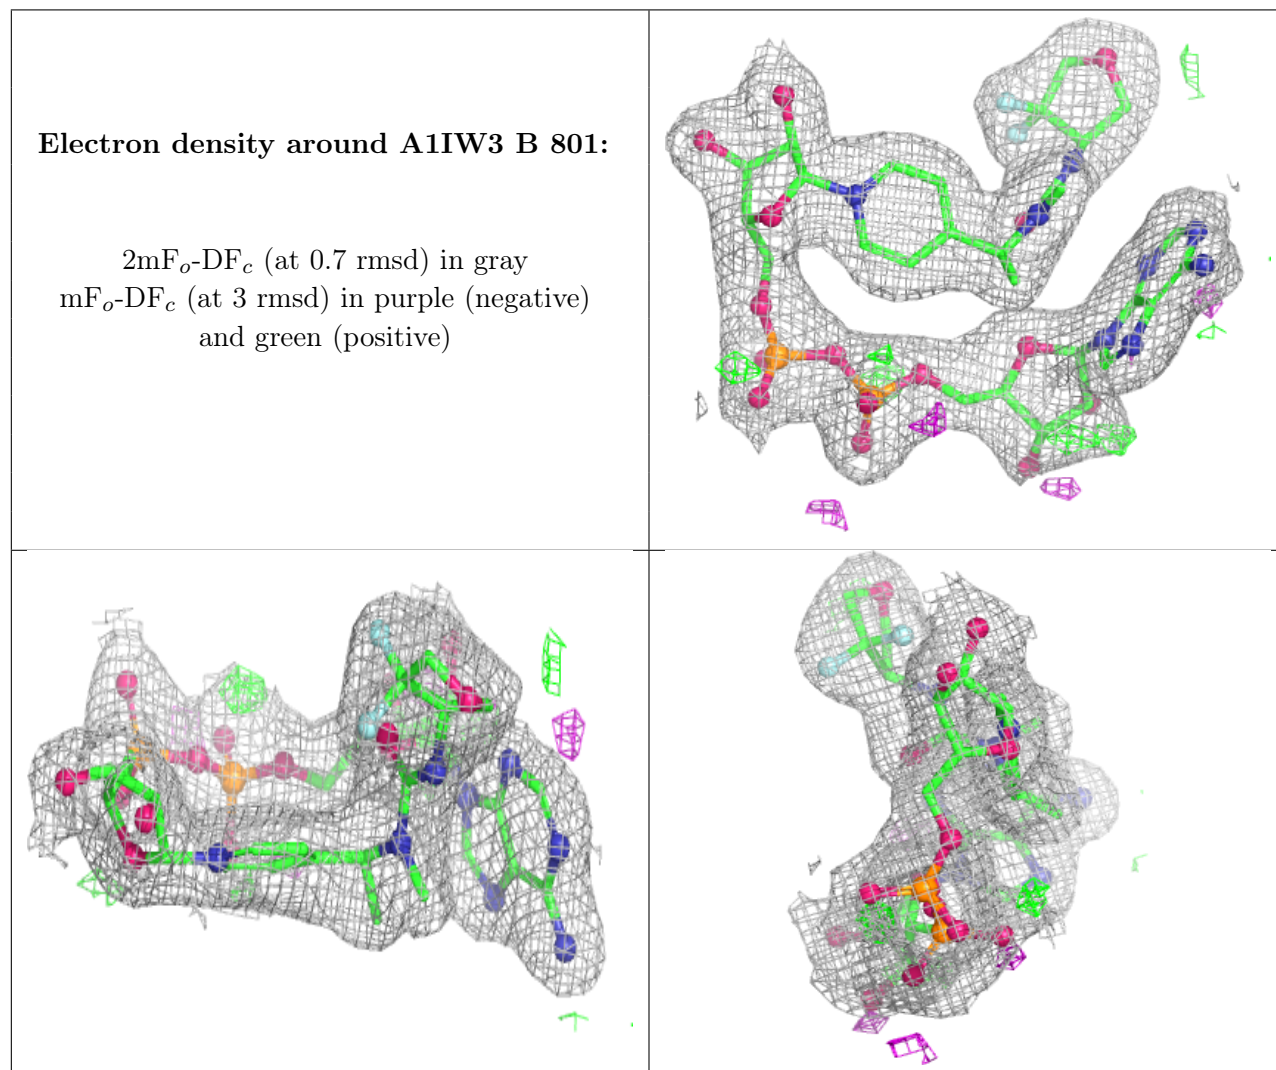 Electron density around A1IW3 B 801:
2mFo-DFc (at 0.7 rmsd) in gray
mFo-DFc (at 3 rmsd) in purple (negative)
and green (positive)